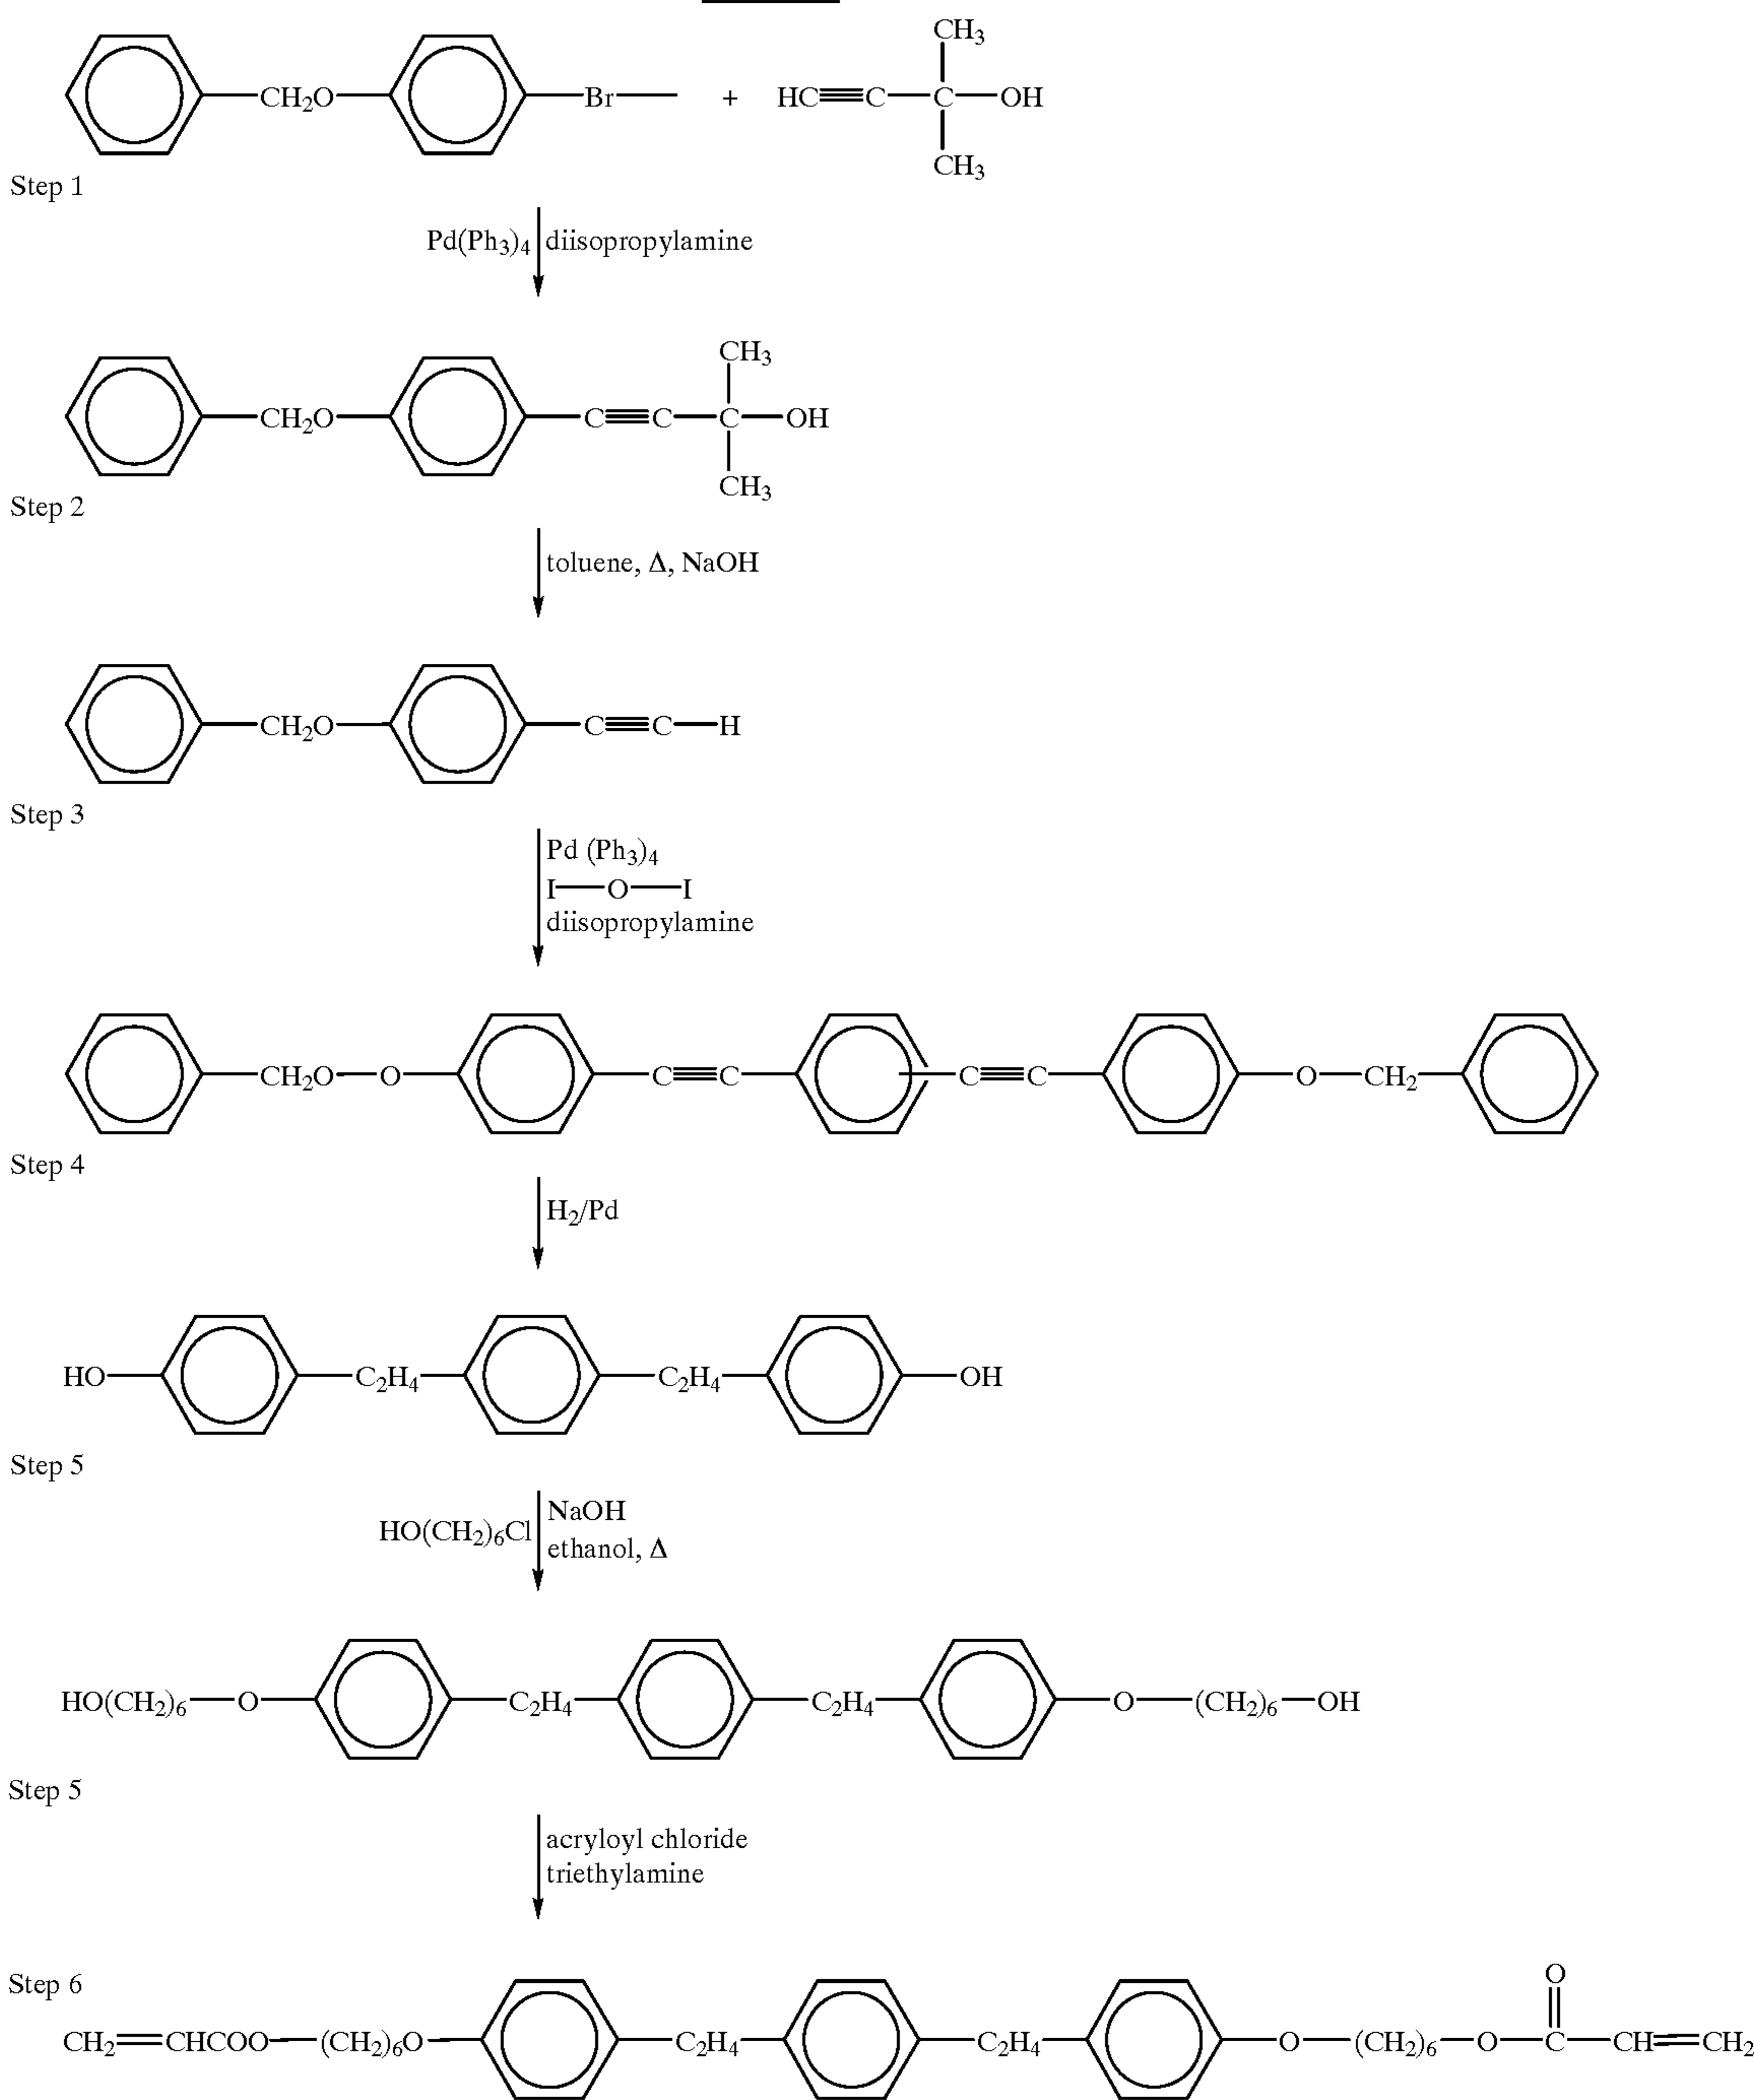 CH₃
CH₂O Br + HC≡C C OH
CH₃
Step 1
Pd(Ph₃)₄ diisopropylamine
CH₃
CH₂O C≡C C OH
CH₃
Step 2
toluene, Δ, NaOH
CH₂O C≡C H
Step 3
Pd (Ph₃)₄
I—O—I
diisopropylamine
CH₂O O C≡C C≡C O CH₂
Step 4
H₂/Pd
HO C₂H₄ C₂H₄ OH
Step 5
HO(CH₂)₆Cl NaOH
ethanol, Δ
HO(CH₂)₆ O C₂H₄ C₂H₄ O (CH₂)₆ OH
Step 5
acryloyl chloride
triethylamine
Step 6
O
CH₂=CHCOO (CH₂)₆O C₂H₄ C₂H₄ O (CH₂)₆ O C CH=CH₂